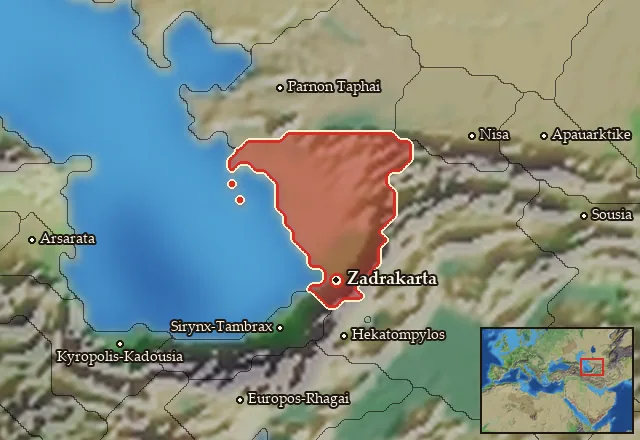 Parnon Taphai
Nisa
Apauarktike
Sousia
Arsarata
Zadrakarta
Sirynx-Tambrax
Hekatompylos
Kyropolis-Kadousia
Europos-Rhagai